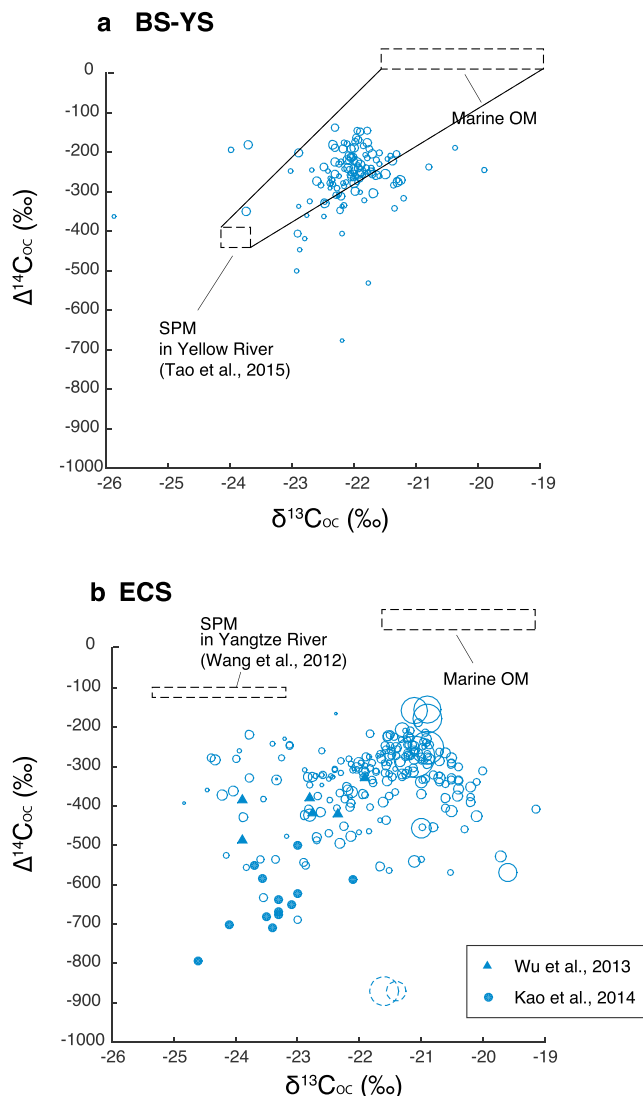 a BS-YS
0
-100
-200
-300
-400
-500
-600
-700
-800
-900
-1000
Δ¹⁴Coc (‰)
Marine OM
SPM
in Yellow River
(Tao et al., 2015)
-26 -25 -24 -23 -22 -21 -20 -19
δ¹³Coc (‰)
b ECS
SPM
in Yangtze River
(Wang et al., 2012)
Marine OM
0
-100
-200
-300
-400
-500
-600
-700
-800
-900
-1000
Δ¹⁴Coc (‰)
Wu et al., 2013
Kao et al., 2014
-26 -25 -24 -23 -22 -21 -20 -19
δ¹³Coc (‰)